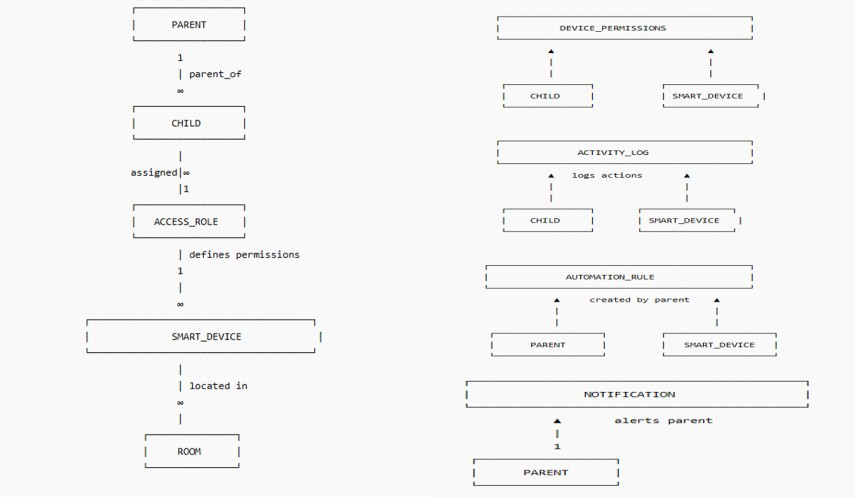 PARENT
1
parent_of
∞
CHILD
assigned ∞
1
ACCESS_ROLE
defines permissions
1
∞
SMART_DEVICE
located in
∞
ROOM
DEVICE_PERMISSIONS
CHILD SMART_DEVICE
ACTIVITY_LOG
logs actions
CHILD SMART_DEVICE
AUTOMATION_RULE
created by parent
PARENT SMART_DEVICE
NOTIFICATION
alerts parent
1
PARENT